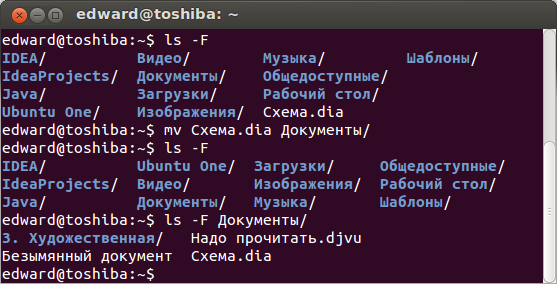 edward@toshiba: ~
edward@toshiba:~$ ls -F
IDEA/ Видео/ Музыка/ Шаблоны/
IdeaProjects/ Документы/ Общедоступные/
Java/ Загрузки/ Рабочий стол/
Ubuntu One/ Изображения/ Схема.dia
edward@toshiba:~$ mv Схема.dia Документы/
edward@toshiba:~$ ls -F
IDEA/ Ubuntu One/ Загрузки/ Общедоступные/
IdeaProjects/ Видео/ Изображения/ Рабочий стол/
Java/ Документы/ Музыка/ Шаблоны/
edward@toshiba:~$ ls -F Документы/
3. Художественная/ Надо прочитать.djvu
Безымянный документ Схема.dia
edward@toshiba:~$